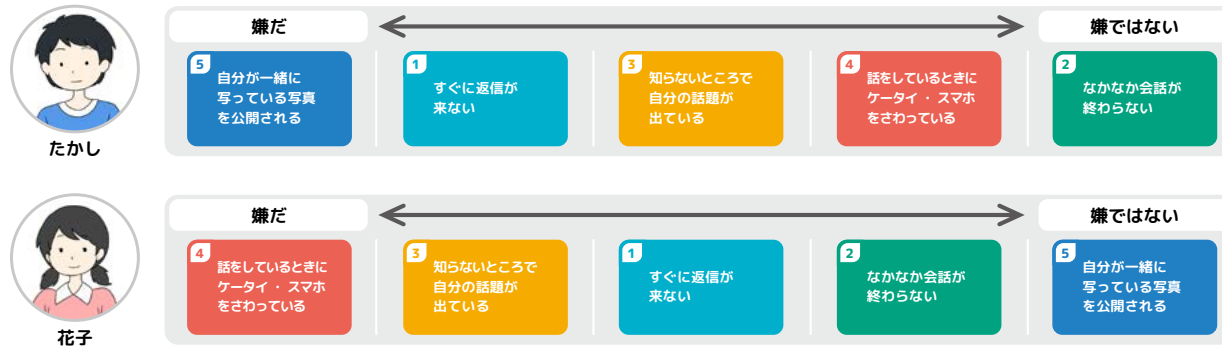 嫌だ
嫌ではない
5
自分が一緒に
写っている写真
を公開される
1
すぐに返信が
来ない
3
知らないところで
自分の話題が
出ている
4
話をしているときに
ケータイ ・ スマホ
をさわっている
2
なかなか会話が
終わらない
たかし
嫌だ
嫌ではない
4
話をしているときに
ケータイ ・ スマホ
をさわっている
3
知らないところで
自分の話題が
出ている
1
すぐに返信が
来ない
2
なかなか会話が
終わらない
5
自分が一緒に
写っている写真
を公開される
花子